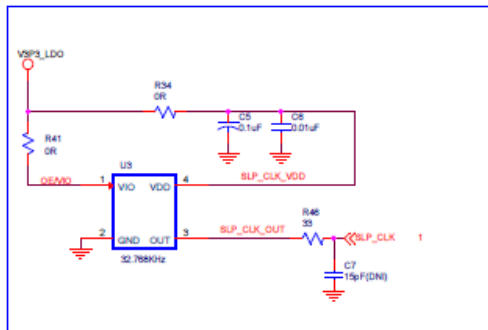 V3P3_LDO
R34
0R
C5
0.1uF
C6
0.01uF
R41
0R
U3
OE/VIO
1
VIO
VDD
4
SLP_CLK_VDD
2
GND
OUT
3
SLP_CLK_OUT
R46
33
SLP_CLK 1
32.768KHz
C7
15pF(DNI)